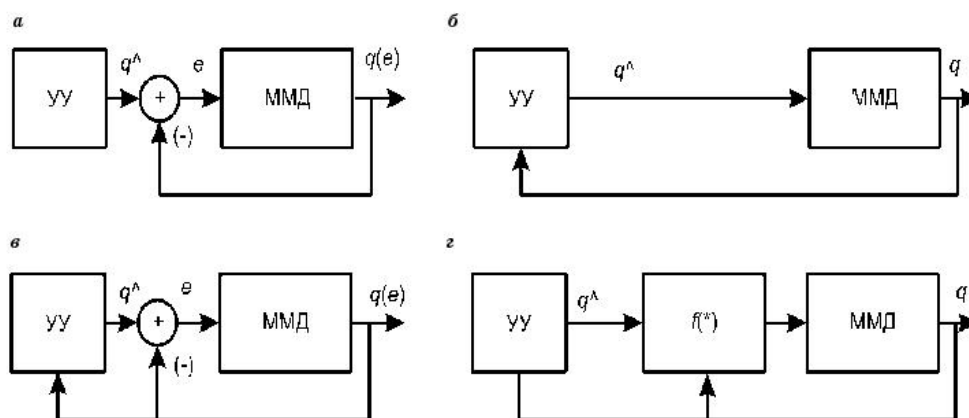 а
УУ
q^
+
(-)
e
ММД
q(e)
б
УУ
q^
ММД
q
в
УУ
q^
+
(-)
e
ММД
q(e)
г
УУ
q^
f(*)
ММД
q